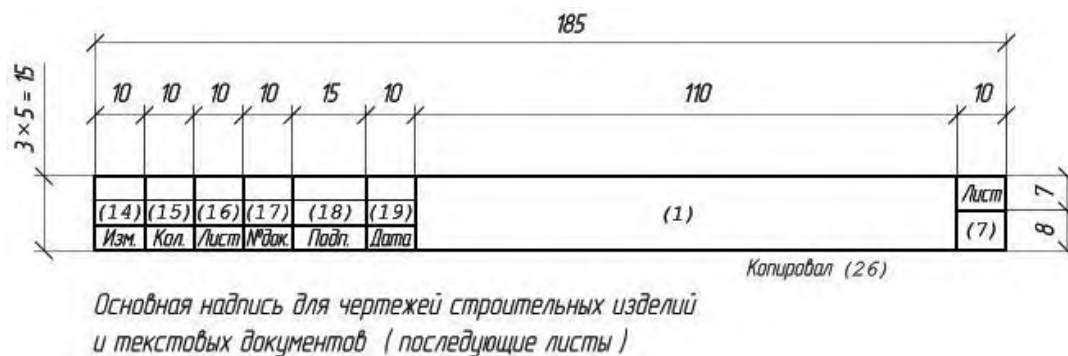 185
10 10 10 10 15 10 110 10
3 × 5 = 15
Лист 7
(14) (15) (16) (17) (18) (19) (1)
Изм. Кол. Лист №док. Подп. Дата (7) 8
Копировал (26)
Основная надпись для чертежей строительных изделий
и текстовых документов ( последующие листы )